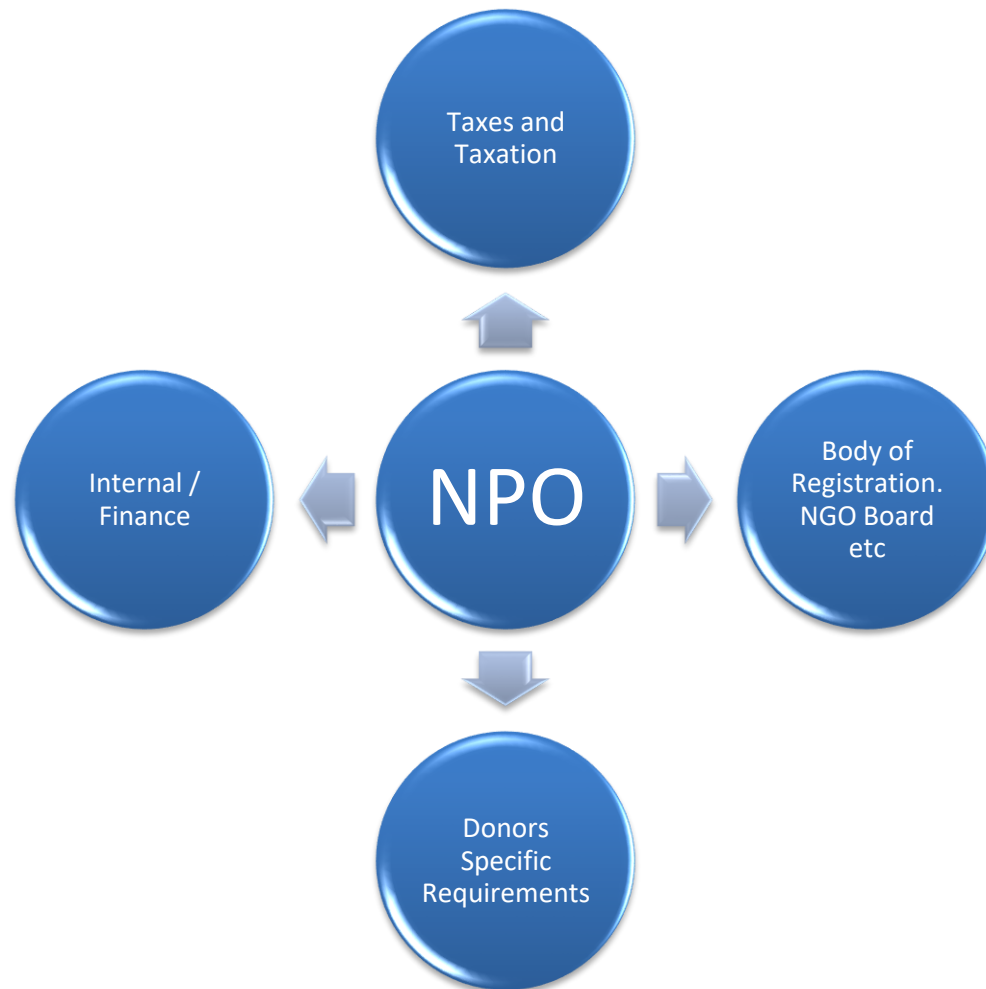 Taxes and
Taxation
Internal /
Finance
NPO
Body of
Registration.
NGO Board
etc
Donors
Specific
Requirements